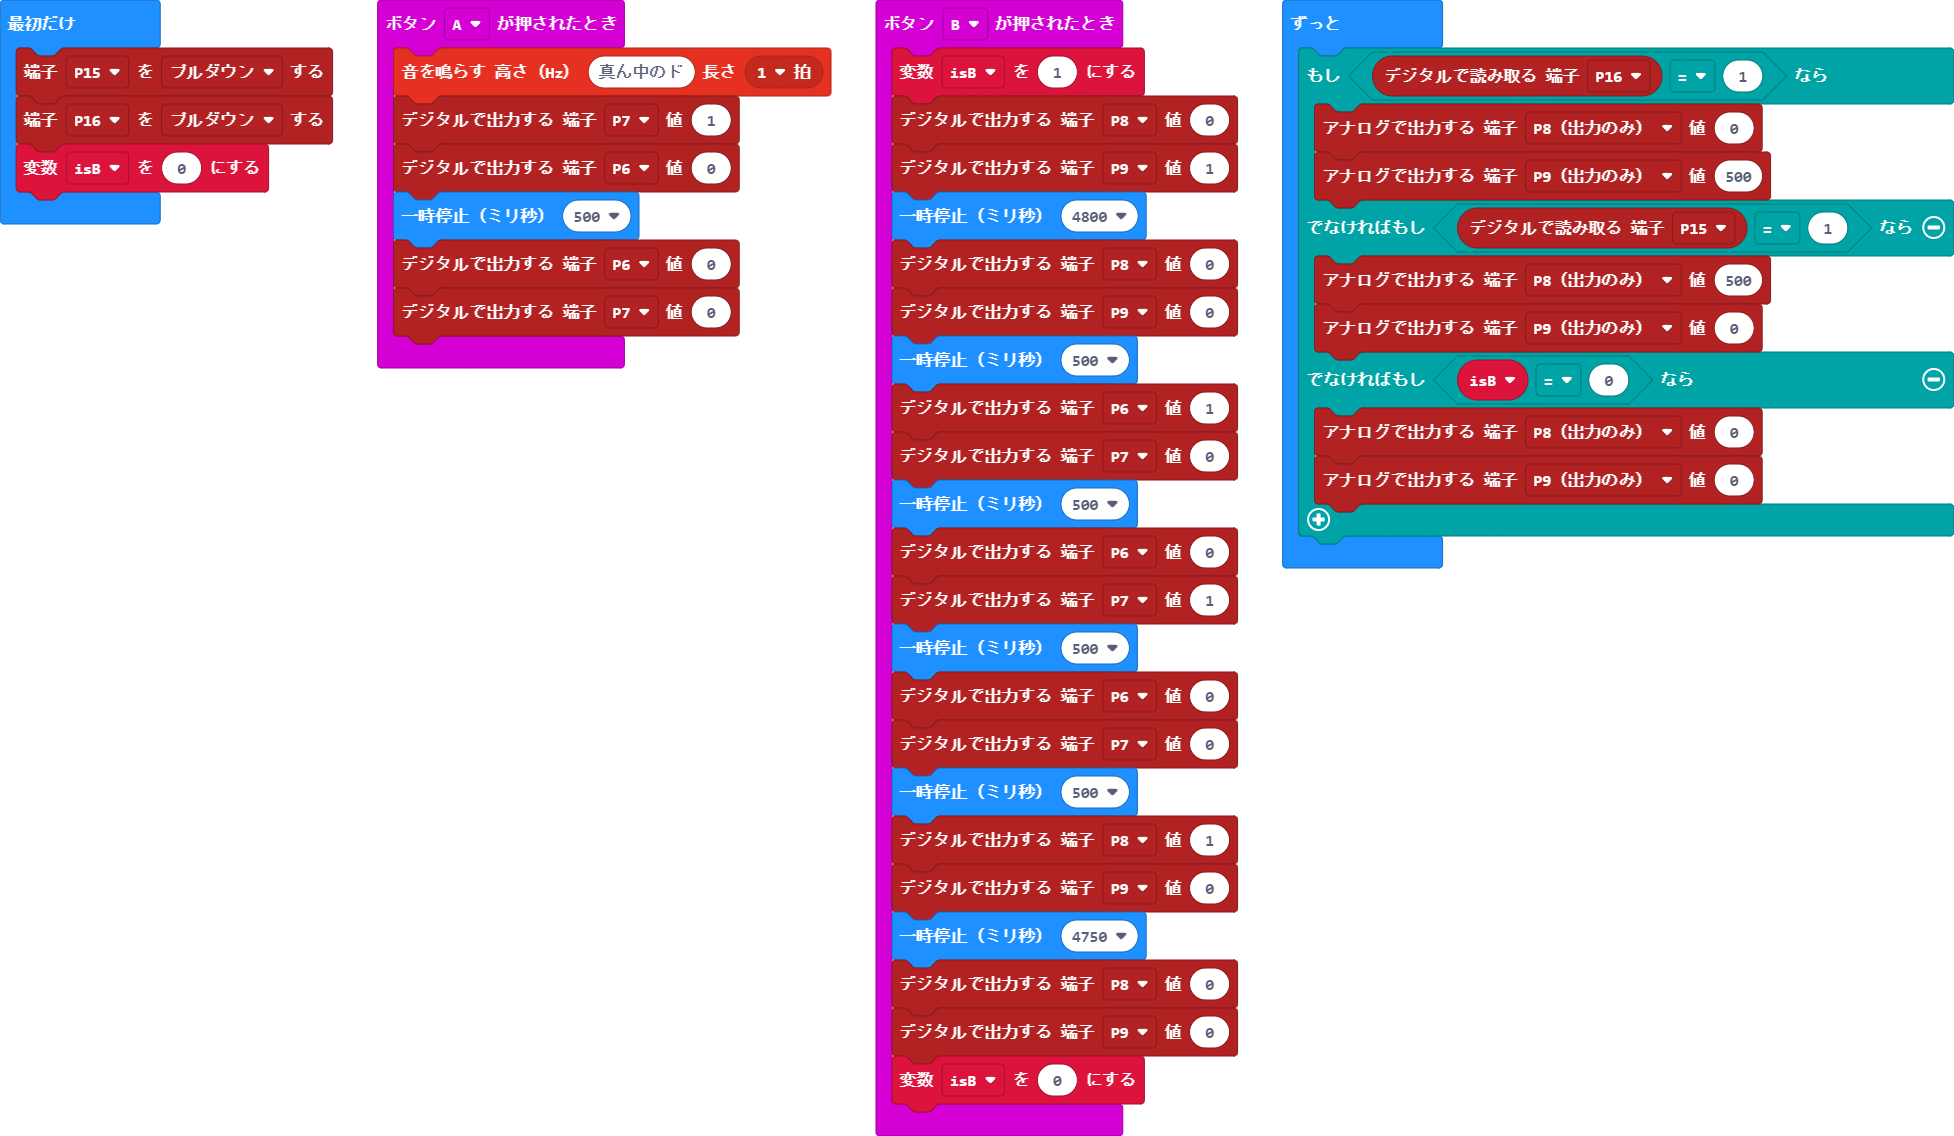 最初だけ
端子 P15 を プルダウン する
端子 P16 を プルダウン する
変数 isB を 0 にする
ボタン A が押されたとき
音を鳴らす 高さ（Hz） 真ん中のド 長さ 1 拍
デジタルで出力する 端子 P7 値 1
デジタルで出力する 端子 P6 値 0
一時停止（ミリ秒） 500
デジタルで出力する 端子 P6 値 0
デジタルで出力する 端子 P7 値 0
ボタン B が押されたとき
変数 isB を 1 にする
デジタルで出力する 端子 P8 値 0
デジタルで出力する 端子 P9 値 1
一時停止（ミリ秒） 4800
デジタルで出力する 端子 P8 値 0
デジタルで出力する 端子 P9 値 0
一時停止（ミリ秒） 500
デジタルで出力する 端子 P6 値 1
デジタルで出力する 端子 P7 値 0
一時停止（ミリ秒） 500
デジタルで出力する 端子 P6 値 0
デジタルで出力する 端子 P7 値 1
一時停止（ミリ秒） 500
デジタルで出力する 端子 P6 値 0
デジタルで出力する 端子 P7 値 0
一時停止（ミリ秒） 500
デジタルで出力する 端子 P8 値 1
デジタルで出力する 端子 P9 値 0
一時停止（ミリ秒） 4750
デジタルで出力する 端子 P8 値 0
デジタルで出力する 端子 P9 値 0
変数 isB を 0 にする
ずっと
もし デジタルで読み取る 端子 P16 = 1 なら
アナログで出力する 端子 P8（出力のみ） 値 0
アナログで出力する 端子 P9（出力のみ） 値 500
でなければもし デジタルで読み取る 端子 P15 = 1 なら
アナログで出力する 端子 P8（出力のみ） 値 500
アナログで出力する 端子 P9（出力のみ） 値 0
でなければもし isB = 0 なら
アナログで出力する 端子 P8（出力のみ） 値 0
アナログで出力する 端子 P9（出力のみ） 値 0